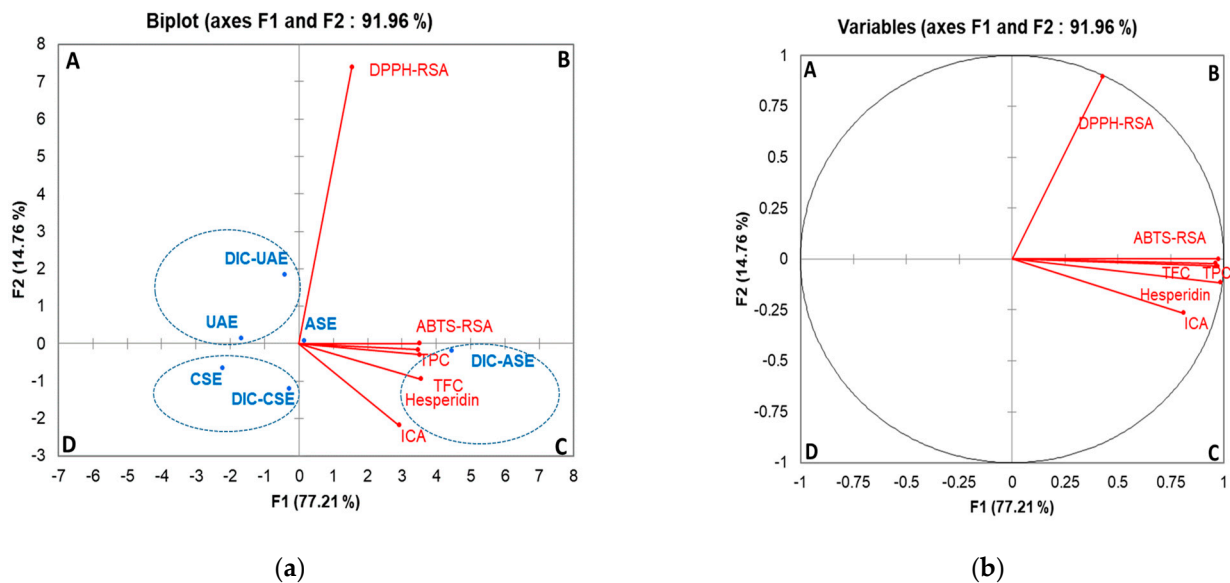 Biplot (axes F1 and F2 : 91.96 %)
8
7
6
5
4
3
2
1
0
-1
-2
-3
F2 (14.76 %)
A
B
DPPH-RSA
DIC-UAE
UAE
ASE
ABTS-RSA
TPC
DIC-ASE
CSE
DIC-CSE
TFC
Hesperidin
ICA
D
C
-7 -6 -5 -4 -3 -2 -1 0 1 2 3 4 5 6 7 8
F1 (77.21 %)
(a)
Variables (axes F1 and F2 : 91.96 %)
1
0.75
0.5
0.25
0
-0.25
-0.5
-0.75
-1
F2 (14.76 %)
A
B
DPPH-RSA
ABTS-RSA
TFC TPC
Hesperidin
ICA
D
C
-1 -0.75 -0.5 -0.25 0 0.25 0.5 0.75 1
F1 (77.21 %)
(b)